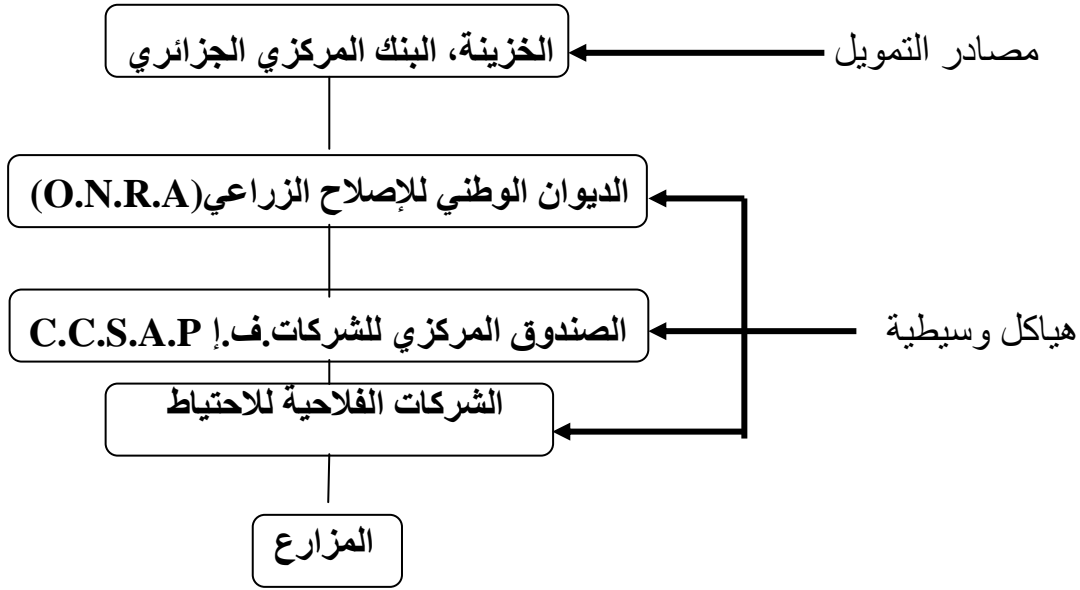 مصادر التمويل
الخزينة، البنك المركزي الجزائري
الديوان الوطني للإصلاح الزراعي(O.N.R.A)
هياكل وسيطية
الصندوق المركزي للشركات.ف.إ C.C.S.A.P
الشركات الفلاحية للاحتياط
المزارع